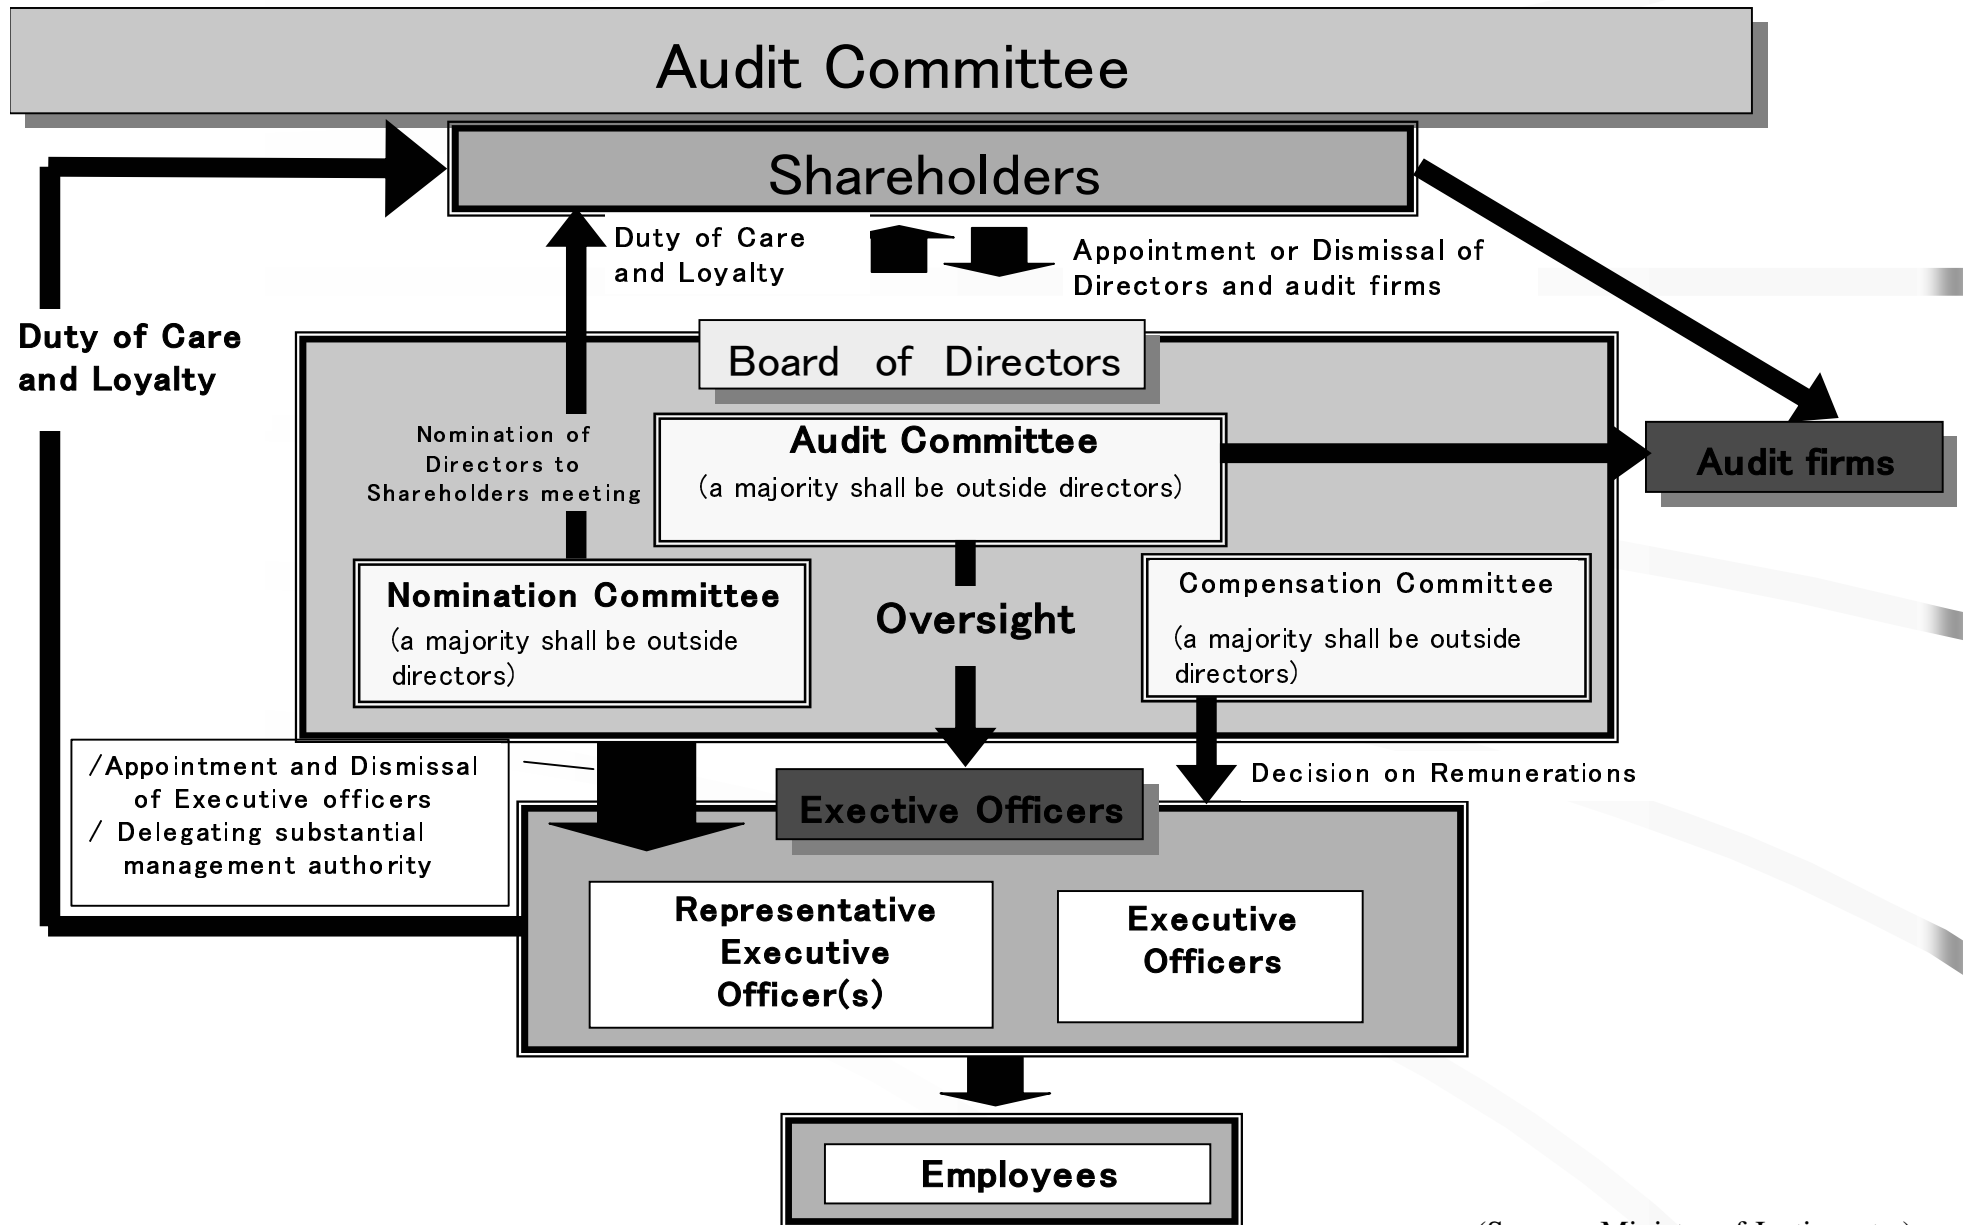 Audit Committee
Shareholders
Duty of Care
and Loyalty
Appointment or Dismissal of
Directors and audit firms
Duty of Care
and Loyalty
Board of Directors
Nomination of
Directors to
Shareholders meeting
Audit Committee
(a majority shall be outside directors)
Audit firms
Nomination Committee
(a majority shall be outside
directors)
Oversight
Compensation Committee
(a majority shall be outside
directors)
/Appointment and Dismissal
of Executive officers
/ Delegating substantial
management authority
Decision on Remunerations
Exective Officers
Representative
Executive
Officer(s)
Executive
Officers
Employees